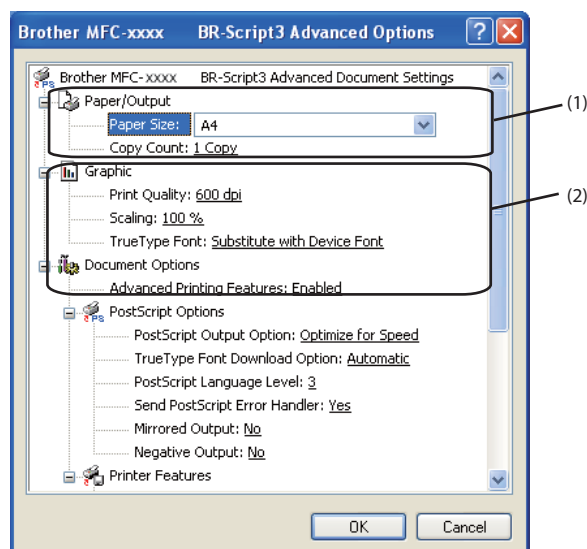 Brother MFC-xxxx BR-Script3 Advanced Options
Brother MFC-xxxx BR-Script3 Advanced Document Settings
Paper/Output
Paper Size: A4
Copy Count: 1 Copy
(1)
Graphic
Print Quality: 600 dpi
Scaling: 100 %
(2)
TrueType Font: Substitute with Device Font
Document Options
Advanced Printing Features: Enabled
PostScript Options
PostScript Output Option: Optimize for Speed
TrueType Font Download Option: Automatic
PostScript Language Level: 3
Send PostScript Error Handler: Yes
Mirrored Output: No
Negative Output: No
Printer Features
OK Cancel